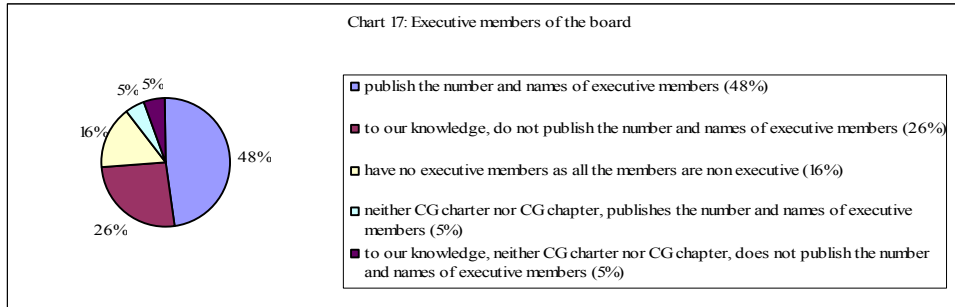 Chart 17: Executive members of the board
5%
5%
16%
48%
26%
publish the number and names of executive members (48%)
to our knowledge, do not publish the number and names of executive members (26%)
have no executive members as all the members are non executive (16%)
neither CG charter nor CG chapter, publishes the number and names of executive
members (5%)
to our knowledge, neither CG charter nor CG chapter, does not publish the number
and names of executive members (5%)